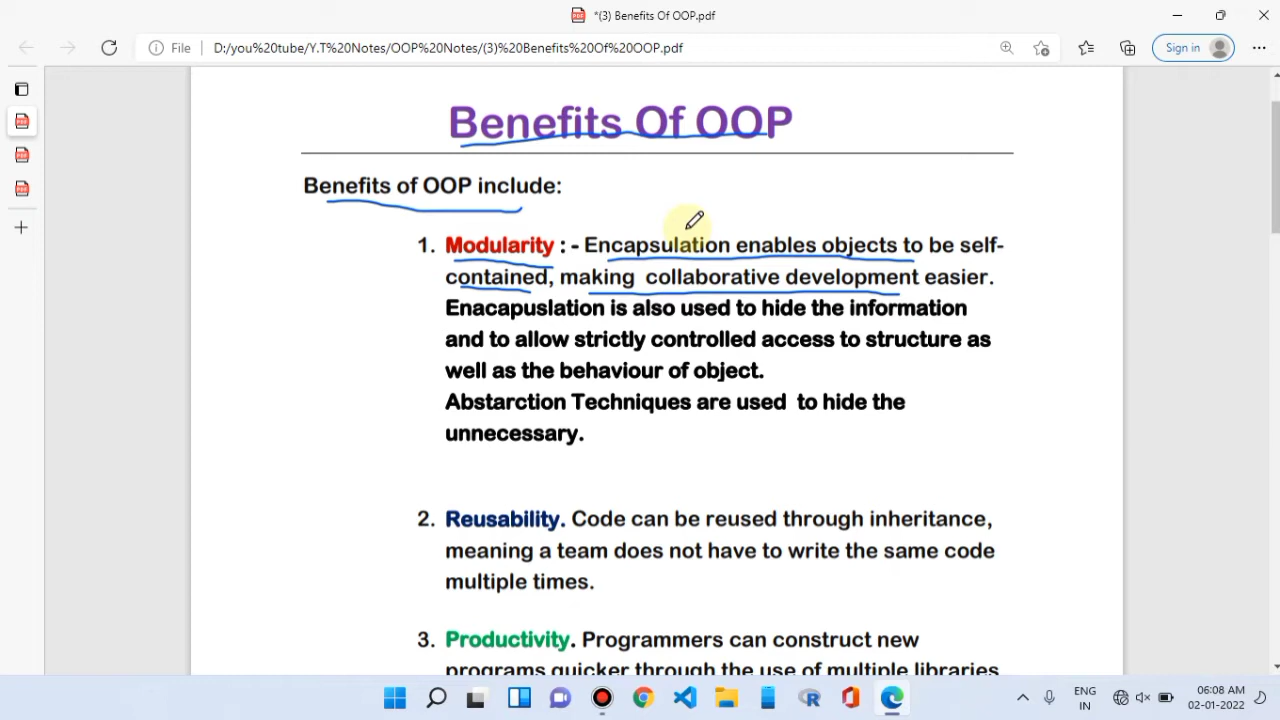 *(3) Benefits Of OOP.pdf
File D:/you%20tube/Y.T%20Notes/OOP%20Notes/(3)%20Benefits%20Of%20OOP.pdf
Sign in
Benefits Of OOP
Benefits of OOP include:
1. Modularity : - Encapsulation enables objects to be self-
contained, making collaborative development easier.
Enacapuslation is also used to hide the information
and to allow strictly controlled access to structure as
well as the behaviour of object.
Abstarction Techniques are used to hide the
unnecessary.
2. Reusability. Code can be reused through inheritance,
meaning a team does not have to write the same code
multiple times.
3. Productivity. Programmers can construct new
programs quicker through the use of multiple libraries
ENG
IN
06:08 AM
02-01-2022